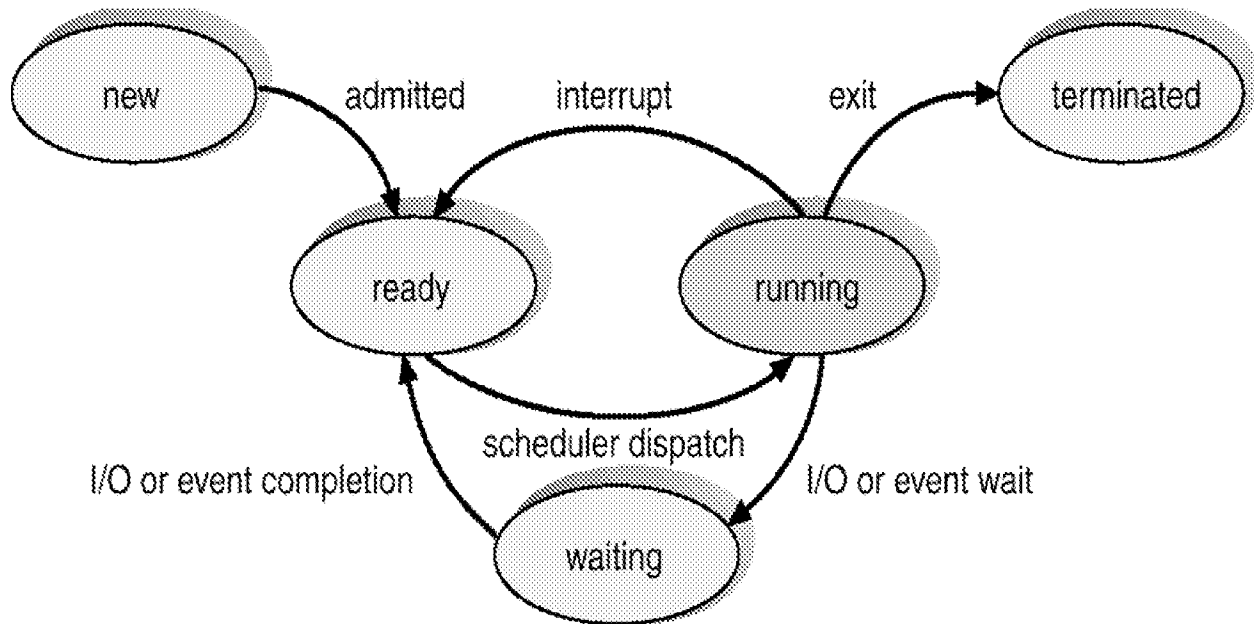 new
admitted
interrupt
exit
terminated
ready
running
scheduler dispatch
I/O or event completion
I/O or event wait
waiting